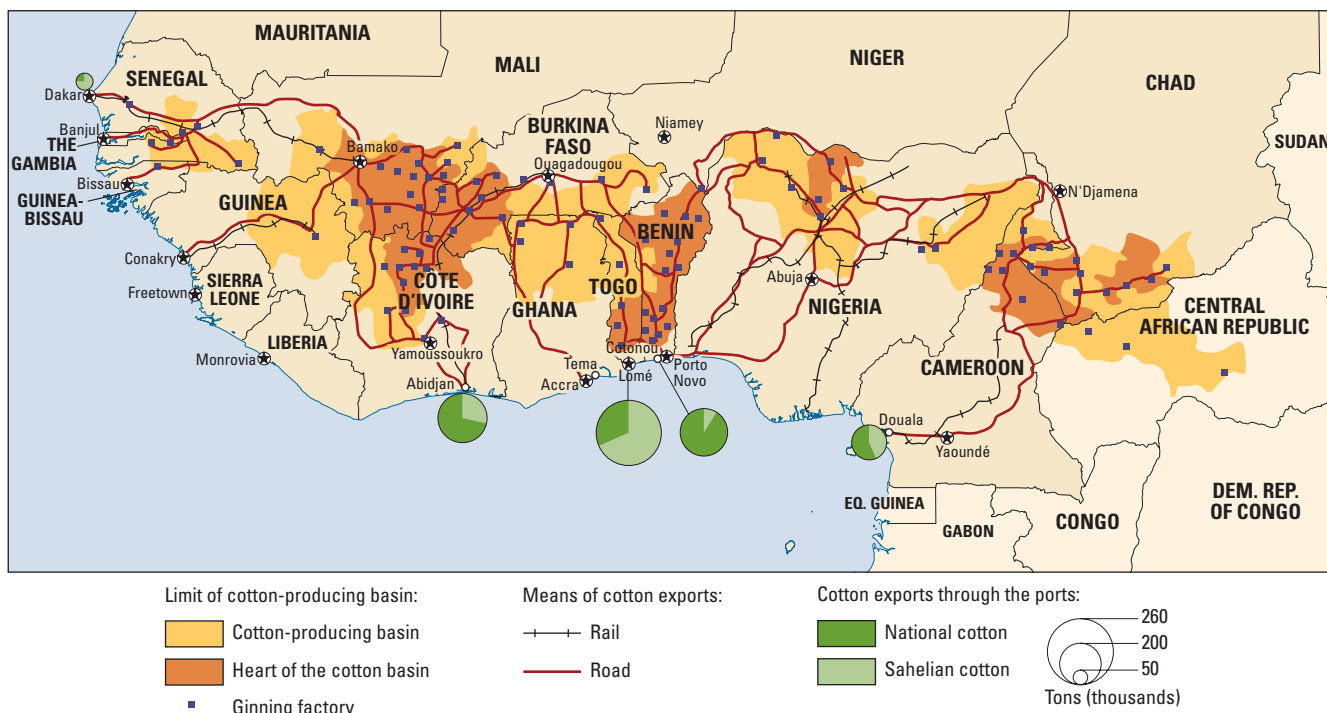 MAURITANIA
MALI
NIGER
CHAD
SENEGAL
Dakar
Banjul
THE
GAMBIA
Bissau
GUINEA-
BISSAU
BURKINA
FASO
Niamey
SUDAN
Bamako
Ouagadougou
N'Djamena
GUINEA
BENIN
Conakry
SIERRA
LEONE
Freetown
CÔTE
D'IVOIRE
GHANA
TOGO
Abuja
NIGERIA
CENTRAL
AFRICAN REPUBLIC
LIBERIA
Monrovia
Yamoussoukro
Abidjan
Tema
Accra
Cotonou
Lomé
Porto
Novo
CAMEROON
Douala
Yaoundé
EQ. GUINEA
GABON
CONGO
DEM. REP.
OF CONGO
Limit of cotton-producing basin:
Cotton-producing basin
Heart of the cotton basin
Ginning factory
Means of cotton exports:
Rail
Road
Cotton exports through the ports:
National cotton
Sahelian cotton
260
200
50
Tons (thousands)